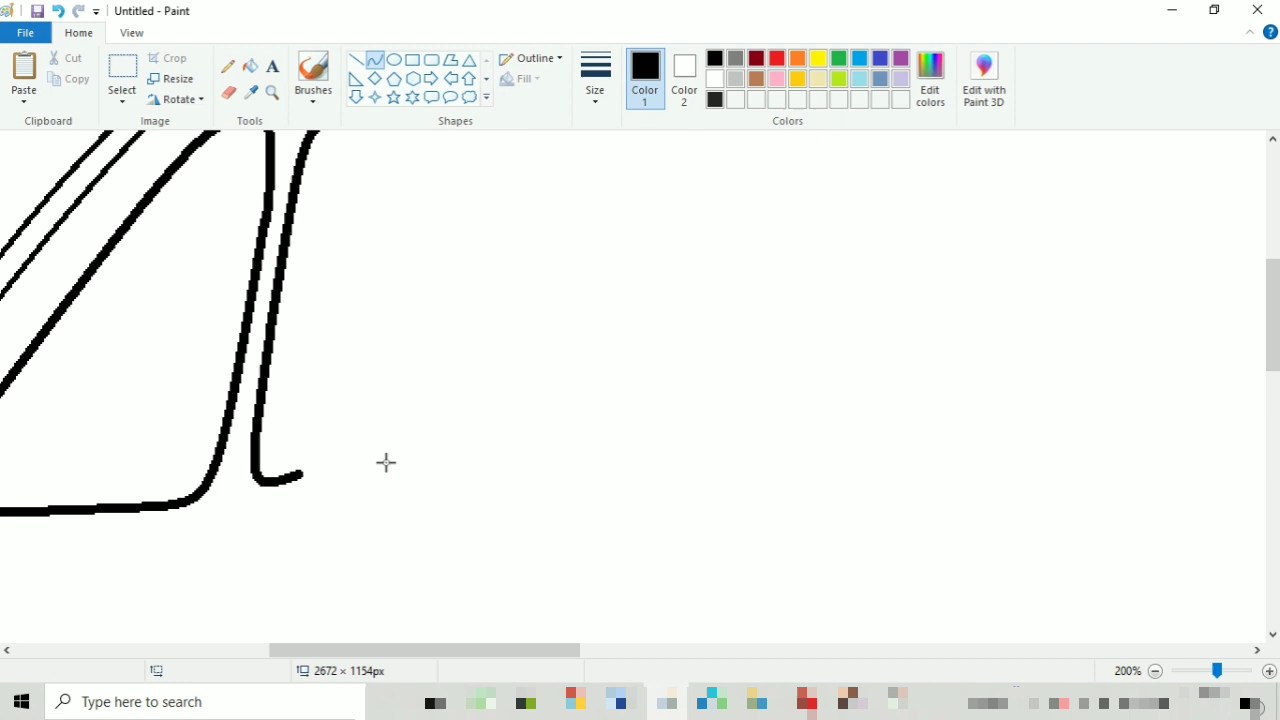 Untitled - Paint
File
Home
View
Paste
Cut
Copy
Clipboard
Select
Crop
Resize
Rotate
Image
Tools
Brushes
Outline
Fill
Shapes
Size
Color 1
Color 2
Edit colors
Colors
Edit with Paint 3D
2672 × 1154px
200%
Type here to search